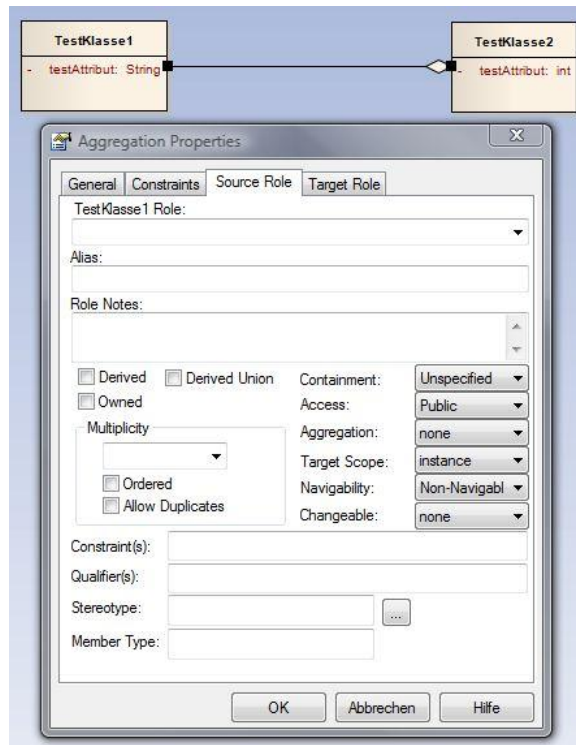 TestKlasse1
- testAttribut: String
TestKlasse2
- testAttribut: int
Aggregation Properties
General Constraints Source Role Target Role
TestKlasse1 Role:
Alias:
Role Notes:
Derived Derived Union
Owned
Multiplicity
Ordered
Allow Duplicates
Containment: Unspecified
Access: Public
Aggregation: none
Target Scope: instance
Navigability: Non-Navigabl
Changeable: none
Constraint(s):
Qualifier(s):
Stereotype: ...
Member Type:
OK Abbrechen Hilfe